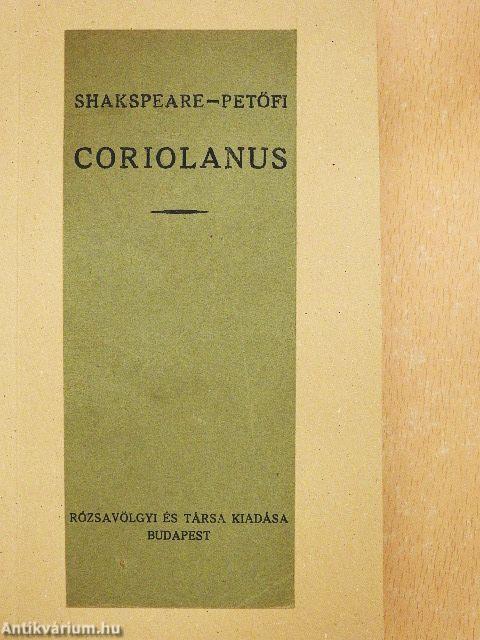 SHAKSPEARE—PETŐFI
CORIOLANUS
RÓZSAVÖLGYI ÉS TÁRSA KIADÁSA
BUDAPEST
Antikvárium.hu